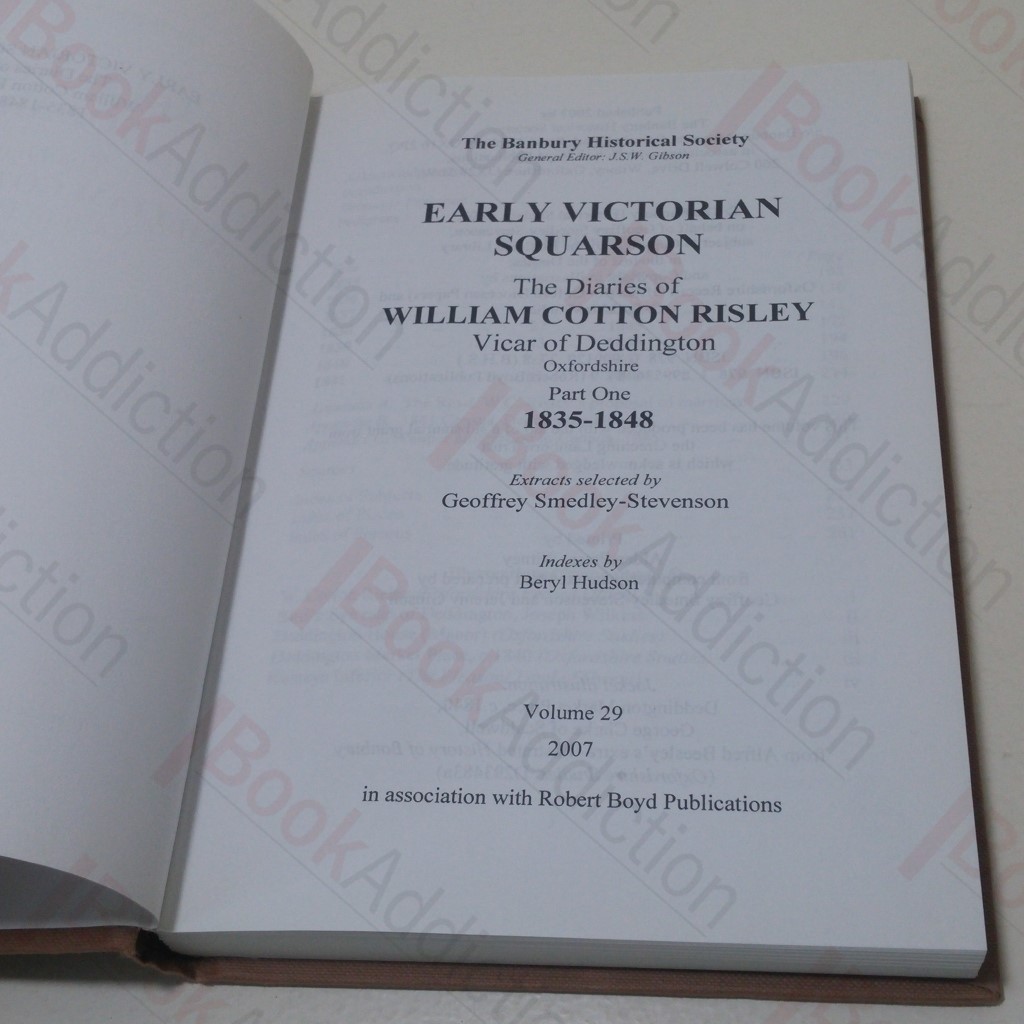 The Banbury Historical Society
General Editor: J.S.W. Gibson
EARLY VICTORIAN
SQUARSON
The Diaries of
WILLIAM COTTON RISLEY
Vicar of Deddington
Oxfordshire
Part One
1835-1848
Extracts selected by
Geoffrey Smedley-Stevenson
Indexes by
Beryl Hudson
Volume 29
2007
in association with Robert Boyd Publications
BookAddiction